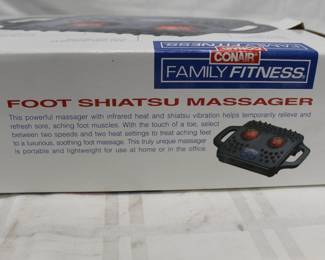 CONAIR
FAMILY FITNESS
FOOT SHIATSU MASSAGER
This powerful massager with infrared heat and shiatsu vibration helps temporarily relieve and
refresh sore, aching foot muscles. With the touch of a toe, select
between two speeds and two heat settings to treat aching feet
to a luxurious, soothing foot massage. This truly unique massager
is portable and lightweight for use at home or in the office.